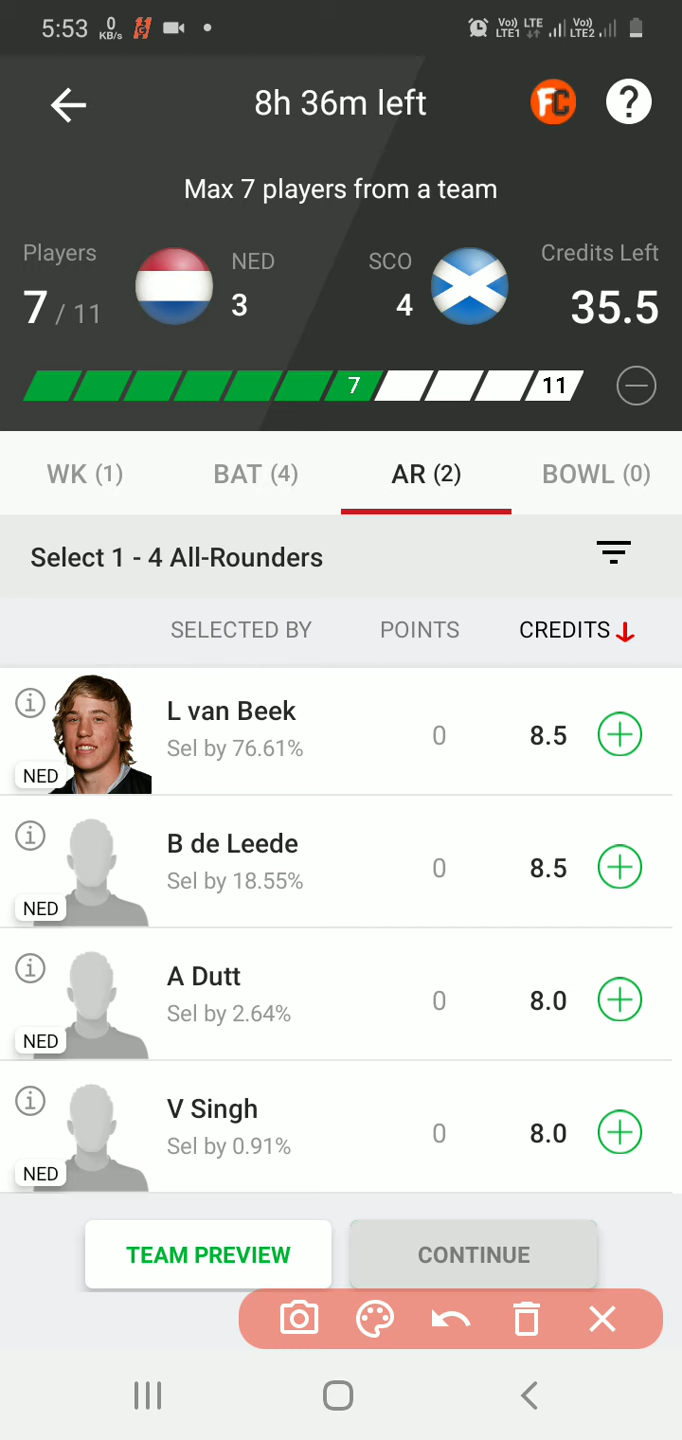 5:53 0 KB/s Vo) LTE LTE1 Vo) LTE2
8h 36m left FC ?
Max 7 players from a team
Players NED SCO Credits Left
7 / 11 3 4 35.5
7 11
WK (1) BAT (4) AR (2) BOWL (0)
Select 1 - 4 All-Rounders
SELECTED BY POINTS CREDITS
L van Beek
Sel by 76.61% 0 8.5
NED
B de Leede
Sel by 18.55% 0 8.5
NED
A Dutt
Sel by 2.64% 0 8.0
NED
V Singh
Sel by 0.91% 0 8.0
NED
TEAM PREVIEW CONTINUE